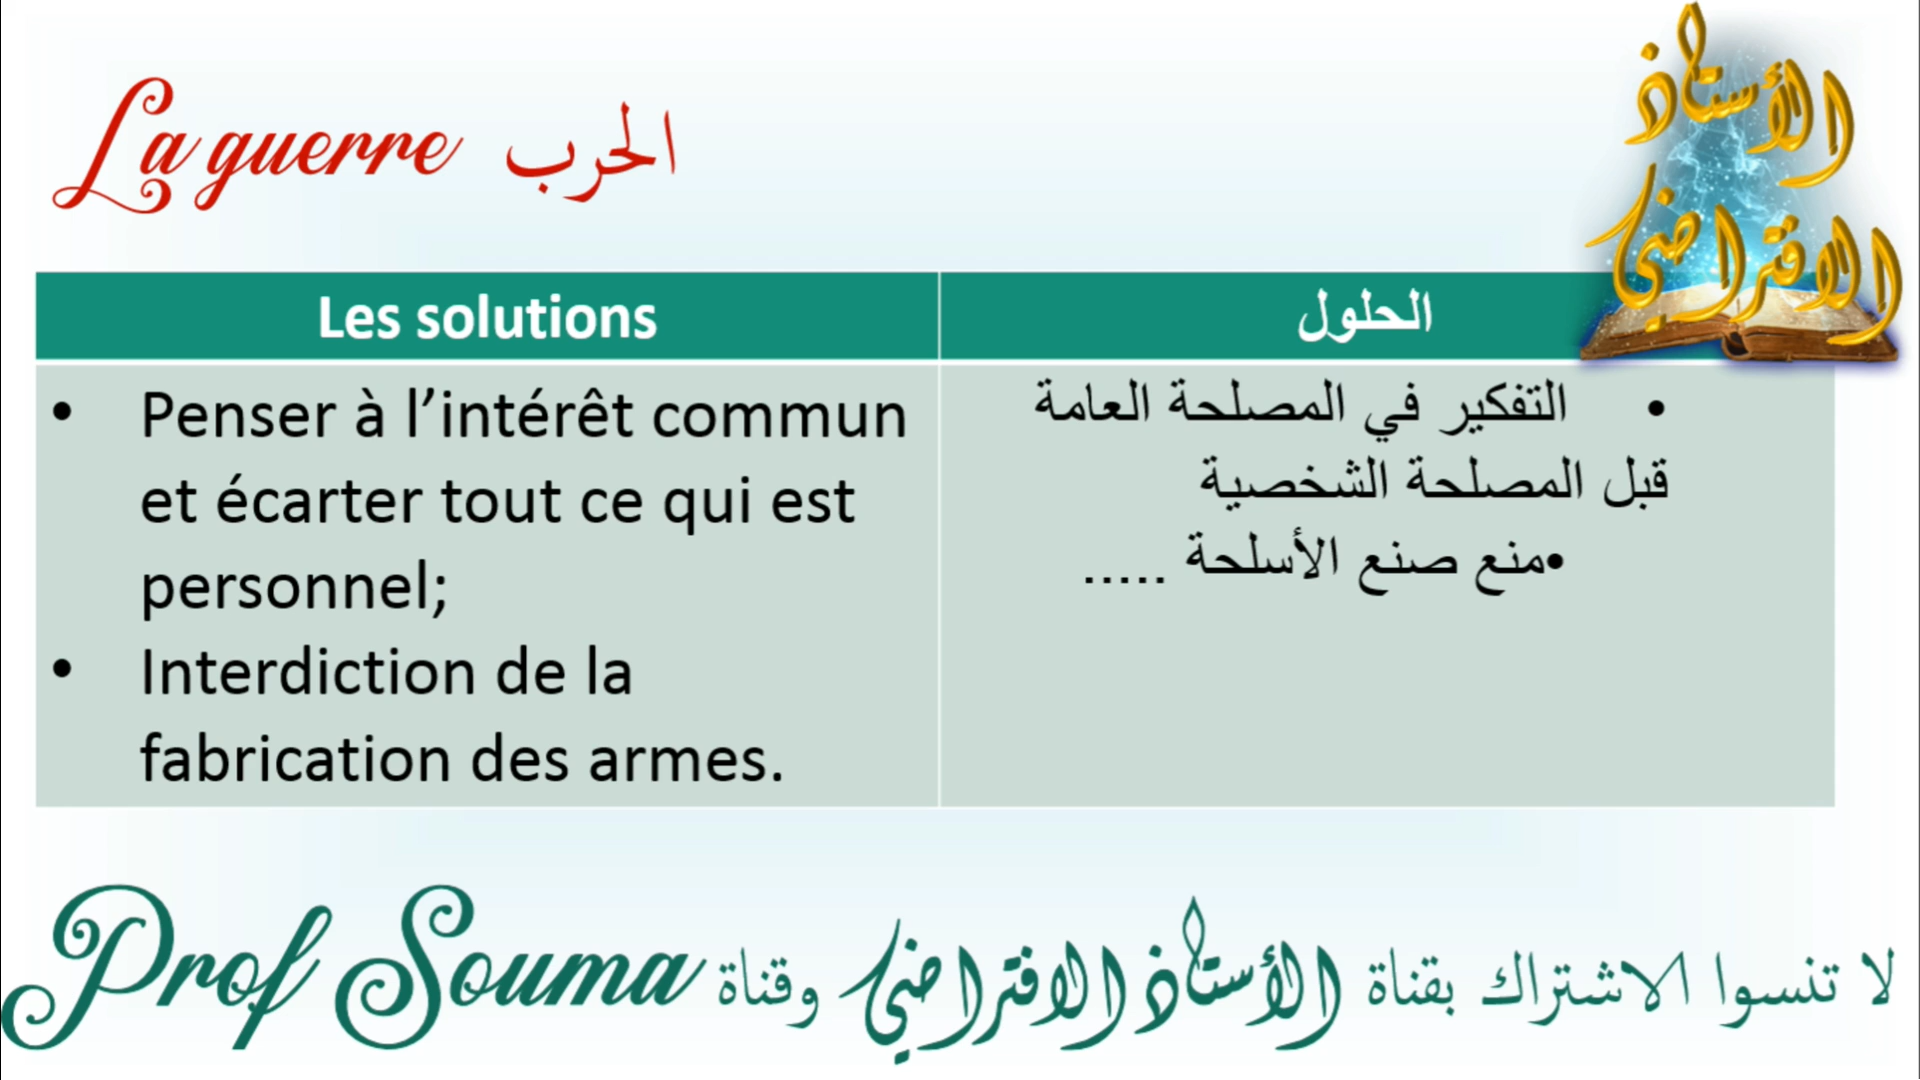 La guerre الحرب
الأستاذ
الافتراضي
Les solutions
الحلول
• Penser à l’intérêt commun
et écarter tout ce qui est
personnel;
• Interdiction de la
fabrication des armes.
• التفكير في المصلحة العامة
قبل المصلحة الشخصية
•منع صنع الأسلحة .....
لا تنسوا الاشتراك بقناة الأستاذ الافتراضي وقناة Prof Souma